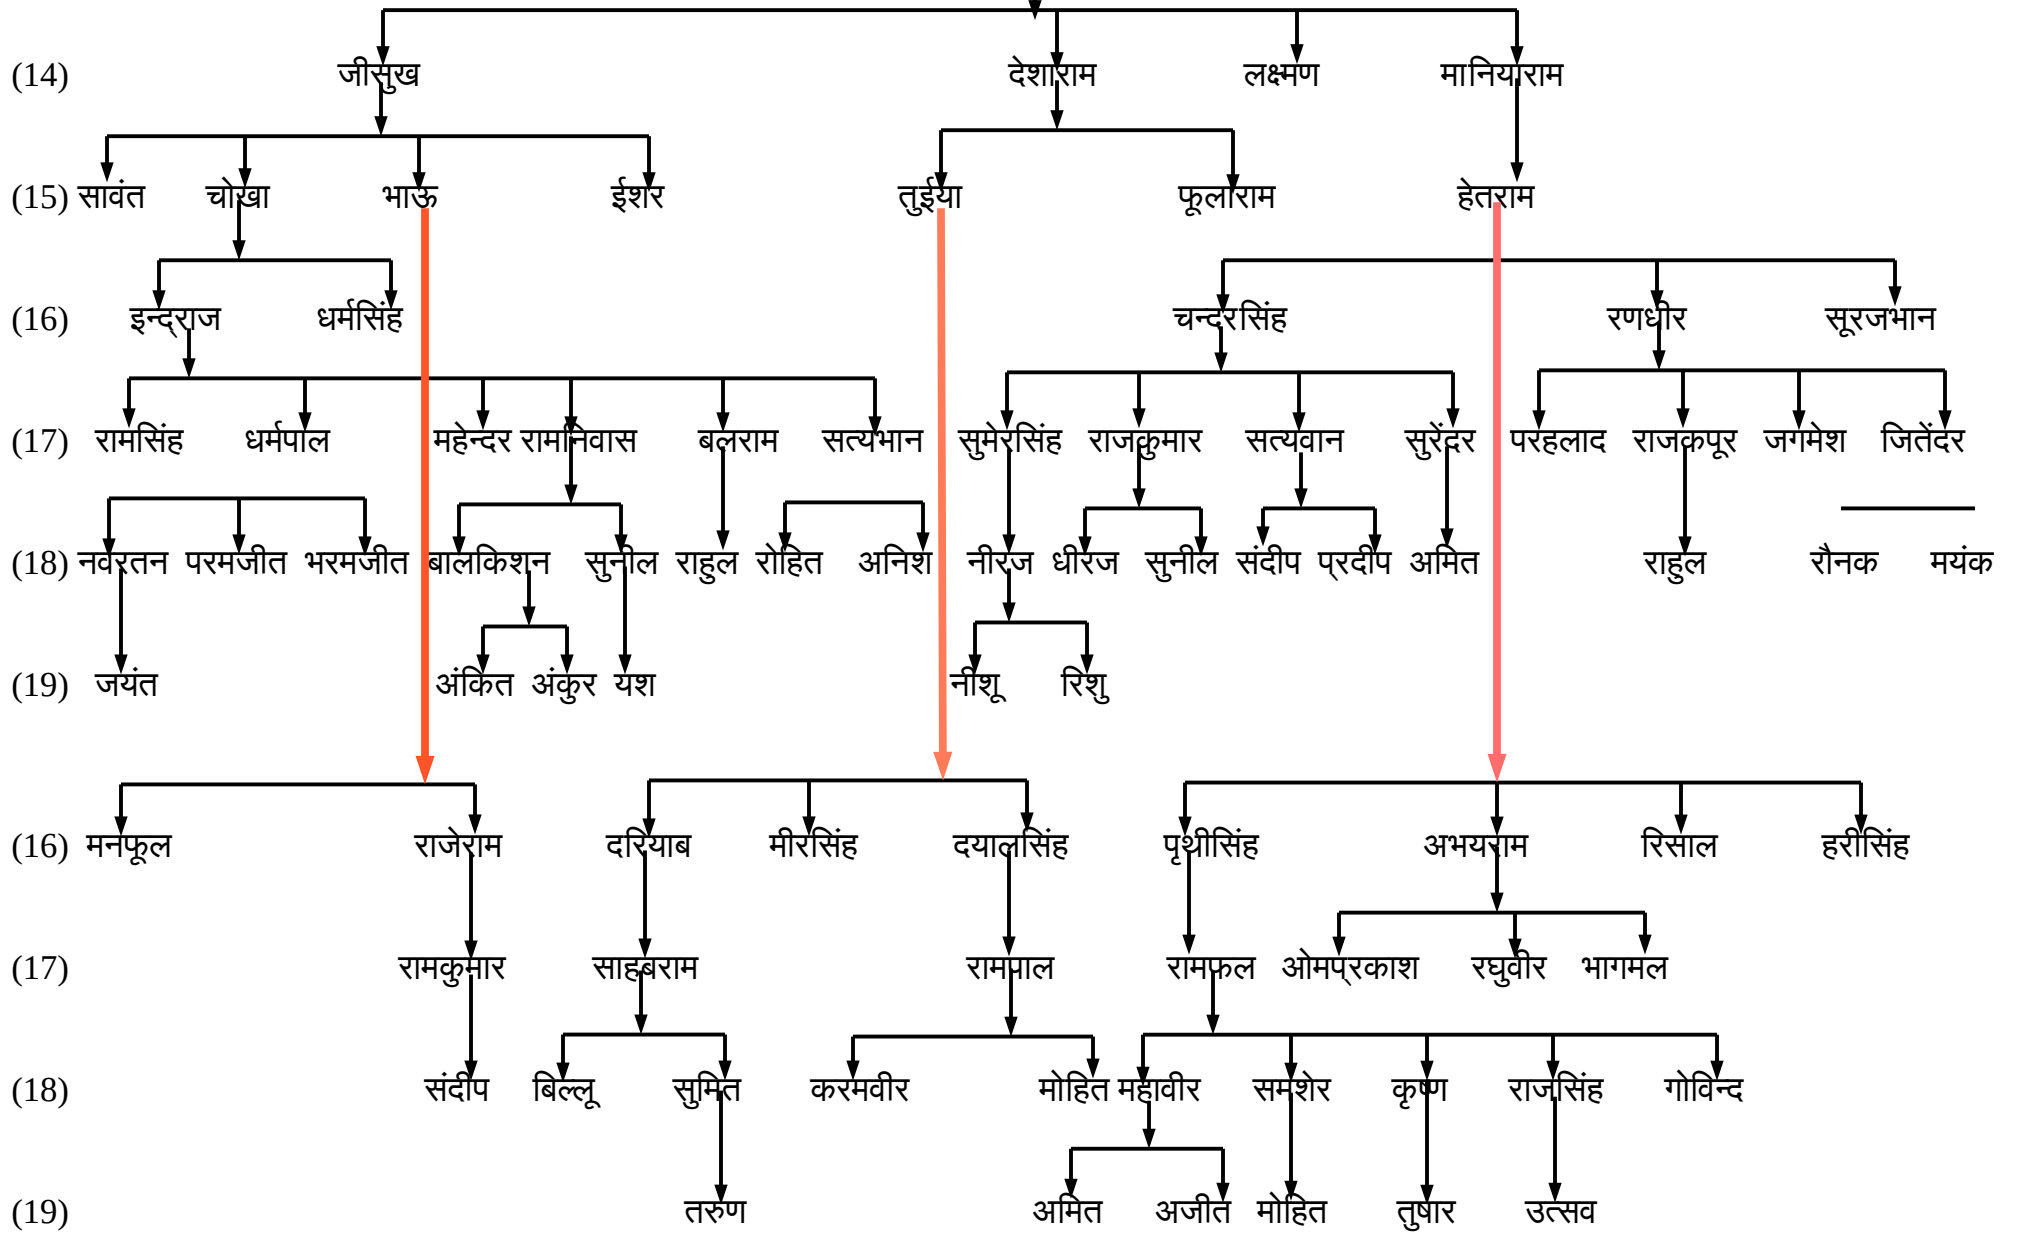 (14) जीसुख देशाराम लक्ष्मण मानियाराम
(15) सावंत चोखा भाऊ ईशर तुईया फूलाराम हेतराम
(16) इन्द्राज धर्मसिंह चन्दरसिंह रणधीर सूरजभान
(17) रामसिंह धर्मपाल महेन्दर रामनिवास बलराम सत्यभान सुमेरसिंह राजकुमार सत्यवान सुरेंदर परहलाद राजकपूर जगमेश जितेंदर
(18) नवरतन परमजीत भरमजीत बालकिशन सुनील राहुल रोहित अनिश नीरज धीरज सुनील संदीप प्रदीप अमित राहुल रौनक मयंक
(19) जयंत अंकित अंकुर यश नीशू रिशु
(16) मनफूल राजेराम दरियाब मीरसिंह दयालसिंह पृथीसिंह अभयराम रिसाल हरीसिंह
(17) रामकुमार साहबराम रामपाल रामफल ओमप्रकाश रघुवीर भागमल
(18) संदीप बिल्लू सुमित करमवीर मोहित महावीर समशेर कृष्ण राजसिंह गोविन्द
(19) तरुण अमित अजीत मोहित तुषार उत्सव